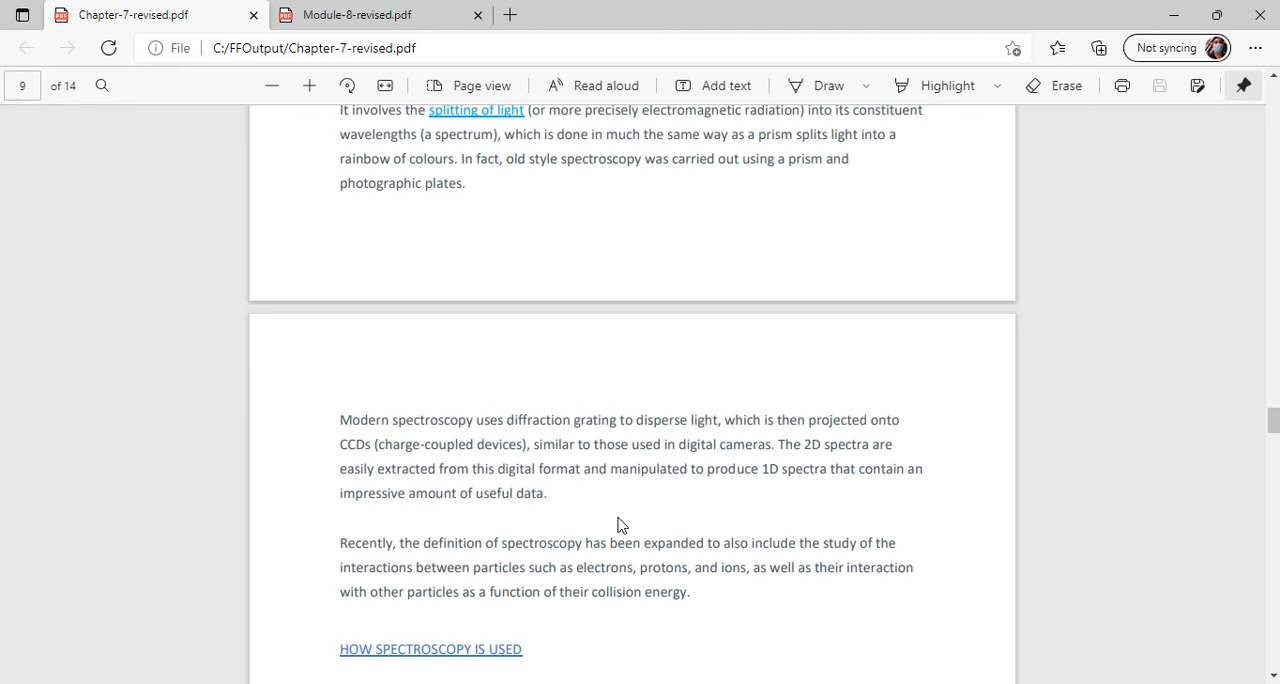 Chapter-7-revised.pdf
Module-8-revised.pdf
File
C:/FFOutput/Chapter-7-revised.pdf
Not syncing
9 of 14
Page view
Read aloud
Add text
Draw
Highlight
Erase
It involves the splitting of light (or more precisely electromagnetic radiation) into its constituent
wavelengths (a spectrum), which is done in much the same way as a prism splits light into a
rainbow of colours. In fact, old style spectroscopy was carried out using a prism and
photographic plates.
Modern spectroscopy uses diffraction grating to disperse light, which is then projected onto
CCDs (charge-coupled devices), similar to those used in digital cameras. The 2D spectra are
easily extracted from this digital format and manipulated to produce 1D spectra that contain an
impressive amount of useful data.
Recently, the definition of spectroscopy has been expanded to also include the study of the
interactions between particles such as electrons, protons, and ions, as well as their interaction
with other particles as a function of their collision energy.
HOW SPECTROSCOPY IS USED